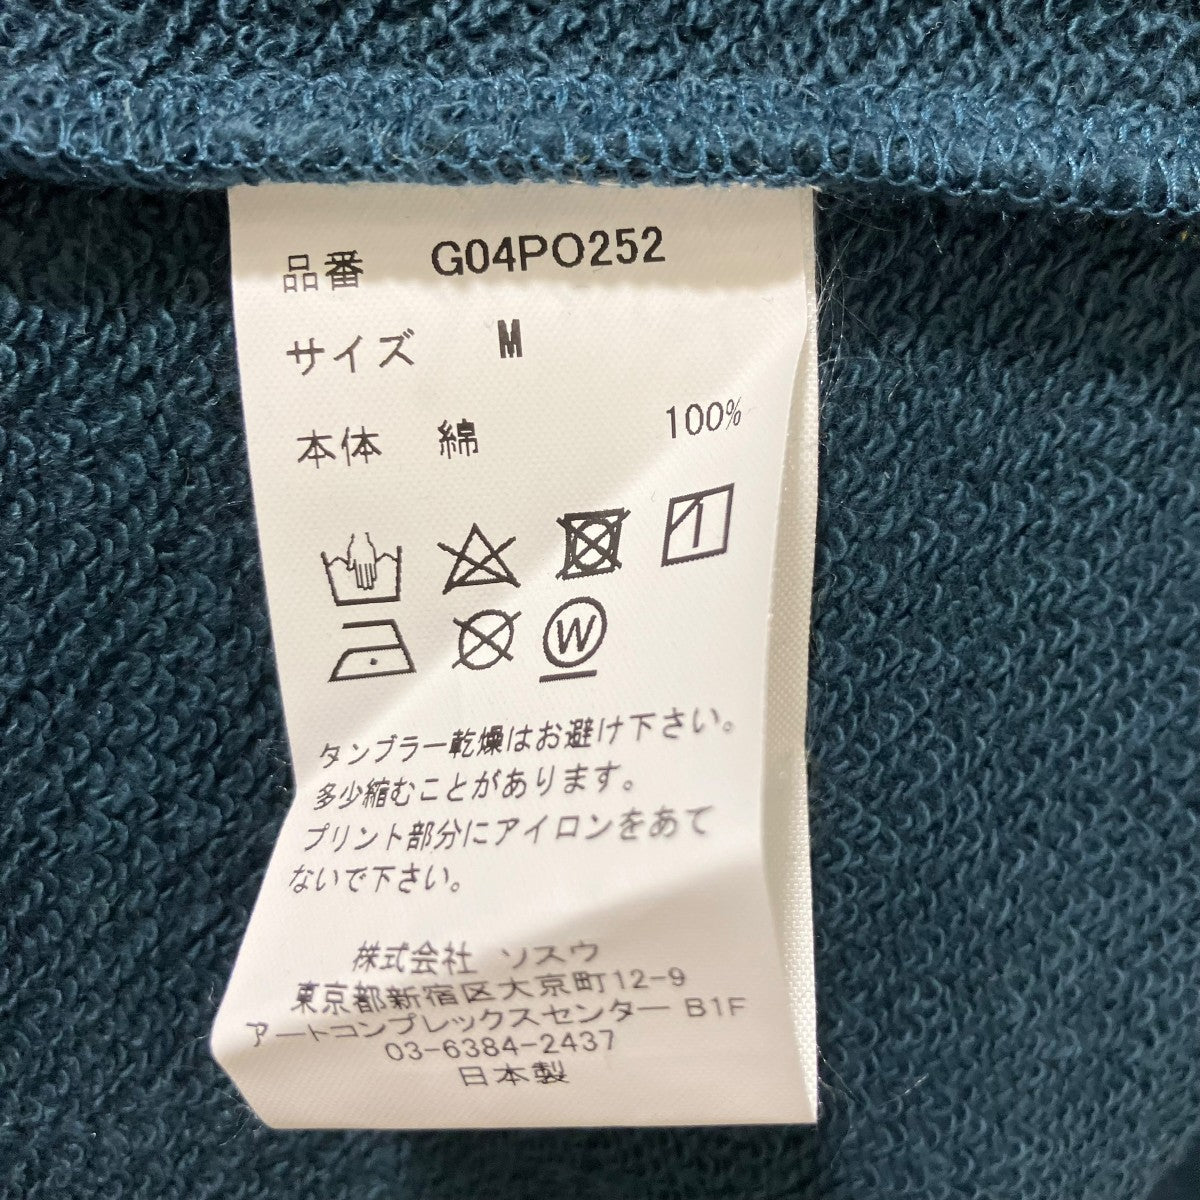 品番 G04PO252
サイズ M
本体 綿 100%
W
タンブラー乾燥はお避け下さい。
多少縮むことがあります。
プリント部分にアイロンをあて
ないで下さい。
株式会社 ソスウ
東京都新宿区大京町12-9
アートコンプレックスセンター B1F
03-6384-2437
日本製